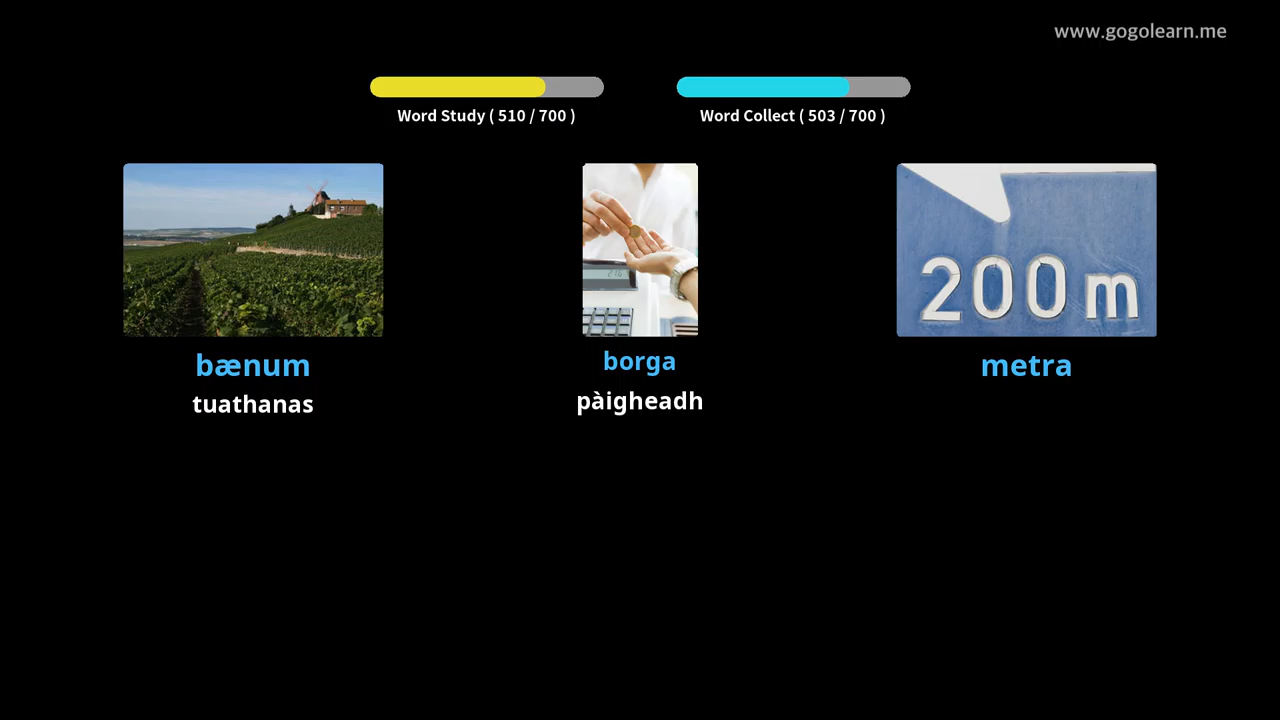 www.gogolearn.me
Word Study ( 510 / 700 )
Word Collect ( 503 / 700 )
200m
bænum
borga
metra
tuathanas
pàigheadh